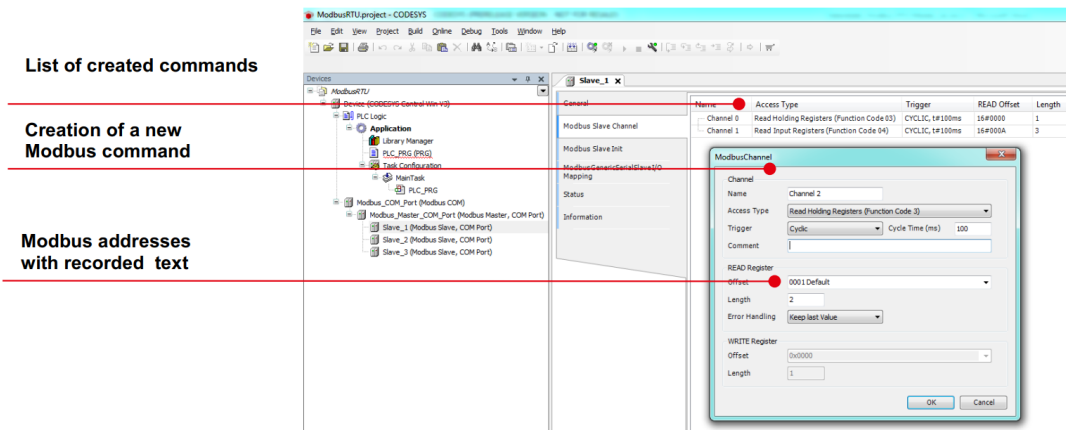 ModbusRTU.project - CODESYS
File Edit View Project Build Online Debug Tools Window Help
List of created commands
Creation of a new
Modbus command
Modbus addresses
with recorded text
Devices
ModbusRTU
Device (CODESYS Control Win V3)
PLC Logic
Application
Library Manager
PLC_PRG (PRG)
Task Configuration
MainTask
PLC_PRG
Modbus_COM_Port (Modbus COM)
Modbus_Master_COM_Port (Modbus Master, COM Port)
Slave_1 (Modbus Slave, COM Port)
Slave_2 (Modbus Slave, COM Port)
Slave_3 (Modbus Slave, COM Port)
Slave_1 X
General
Modbus Slave Channel
Modbus Slave Init
ModbusGenericSerialSlave I/O
Mapping
Status
Information
Name Access Type Trigger READ Offset Length
Channel 0 Read Holding Registers (Function Code 03) CYCLIC, t#100ms 16#0000 1
Channel 1 Read Input Registers (Function Code 04) CYCLIC, t#100ms 16#000A 3
ModbusChannel
Channel
Name Channel 2
Access Type Read Holding Registers (Function Code 3)
Trigger Cyclic Cycle Time (ms) 100
Comment
READ Register
Offset 0001 Default
Length 2
Error Handling Keep last Value
WRITE Register
Offset 0x0000
Length 1
OK Cancel